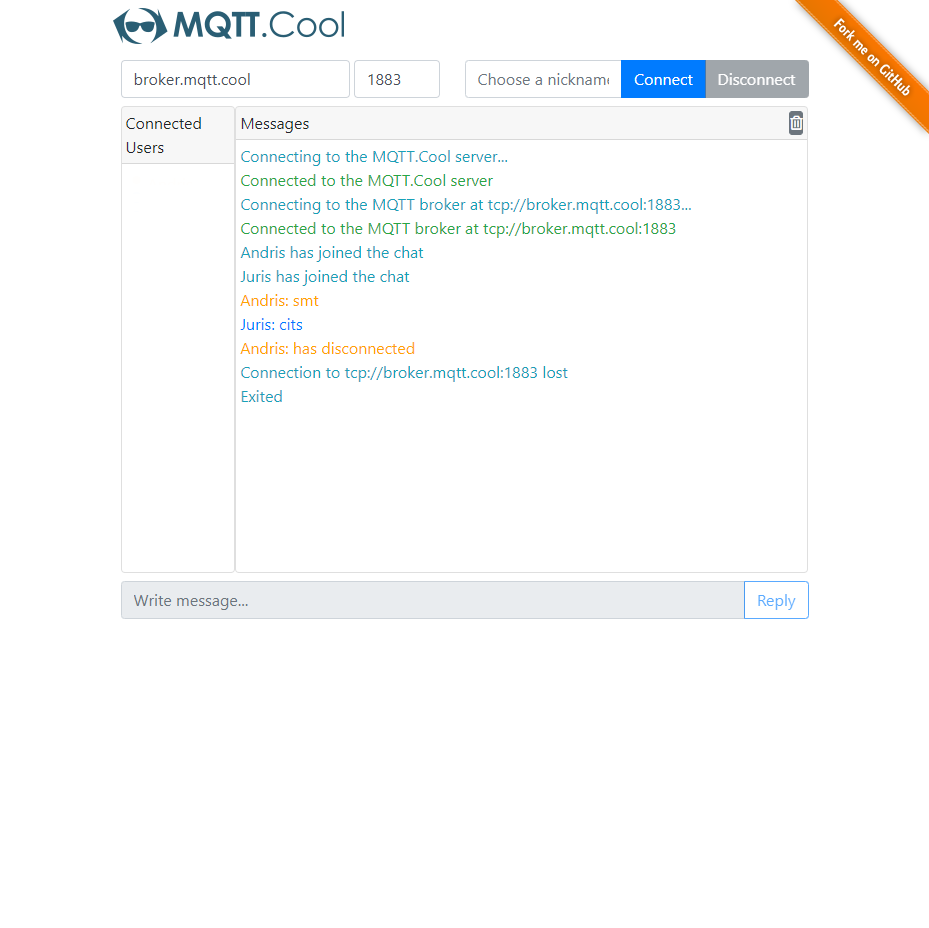 MQTT.Cool
Fork me on GitHub
broker.mqtt.cool 1883 Choose a nickname Connect Disconnect
Connected
Users
Messages
Connecting to the MQTT.Cool server...
Connected to the MQTT.Cool server
Connecting to the MQTT broker at tcp://broker.mqtt.cool:1883...
Connected to the MQTT broker at tcp://broker.mqtt.cool:1883
Andris has joined the chat
Juris has joined the chat
Andris: smt
Juris: cits
Andris: has disconnected
Connection to tcp://broker.mqtt.cool:1883 lost
Exited
Write message... Reply